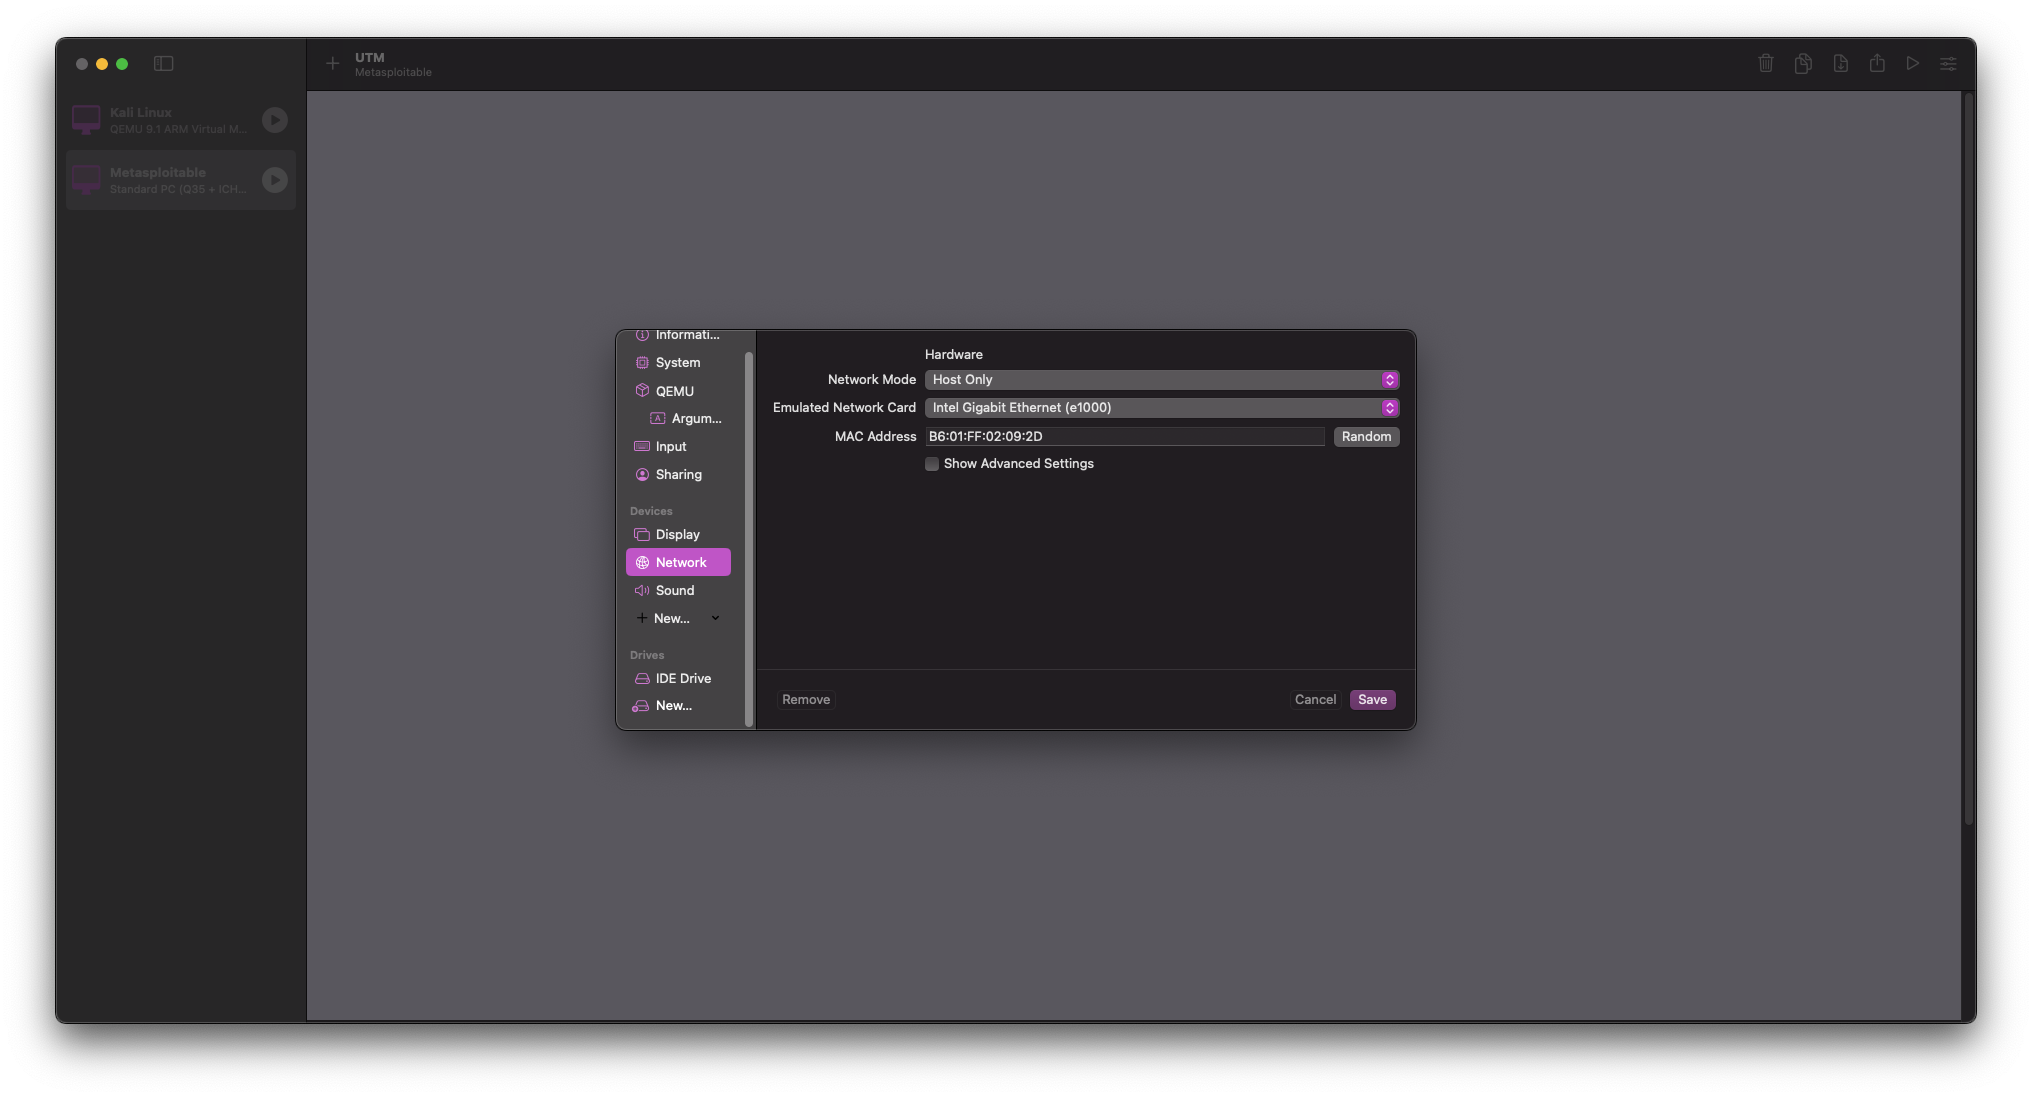 UTM
Metasploitable
Kali Linux
QEMU 9.1 ARM Virtual M...
Metasploitable
Standard PC (Q35 + ICH...
Informati...
System
QEMU
Argum...
Input
Sharing
Devices
Display
Network
Sound
New...
Drives
IDE Drive
New...
Hardware
Network Mode Host Only
Emulated Network Card Intel Gigabit Ethernet (e1000)
MAC Address B6:01:FF:02:09:2D Random
Show Advanced Settings
Remove Cancel Save